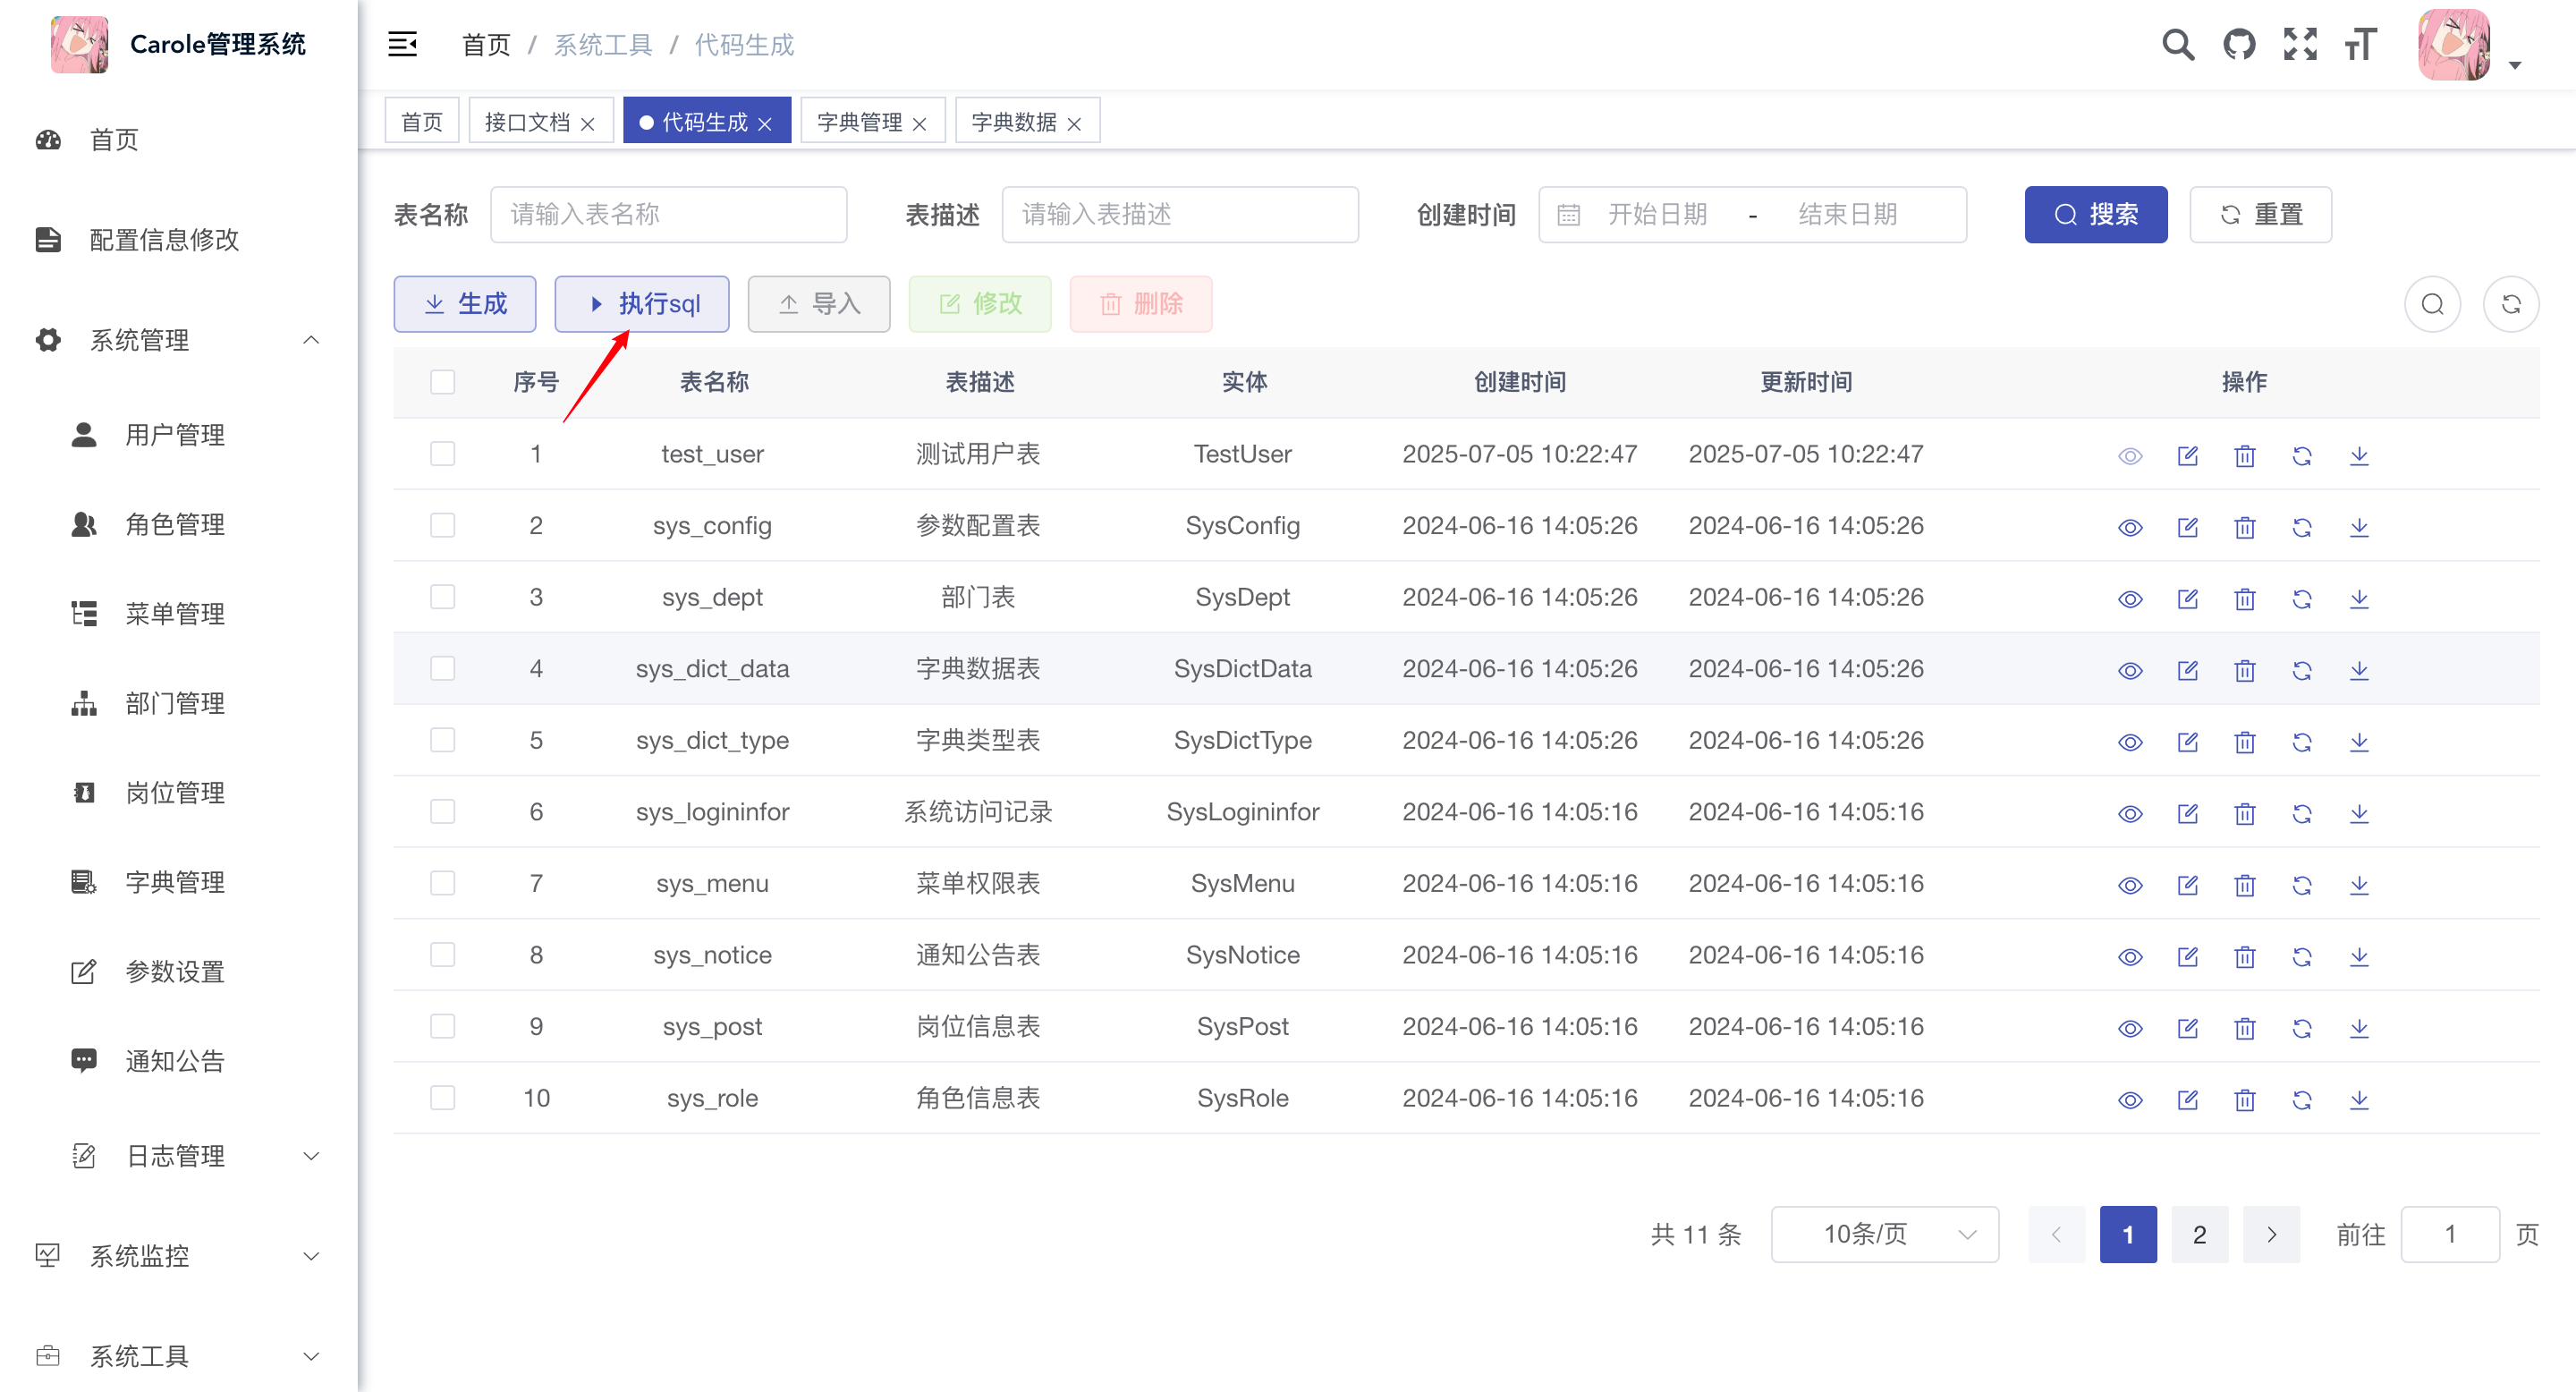 Carole管理系统
首页
配置信息修改
系统管理
用户管理
角色管理
菜单管理
部门管理
岗位管理
字典管理
参数设置
通知公告
日志管理
系统监控
系统工具
首页 / 系统工具 / 代码生成
首页 接口文档 代码生成 字典管理 字典数据
表名称 请输入表名称 表描述 请输入表描述 创建时间 开始日期 - 结束日期 搜索 重置
生成 执行sql 导入 修改 删除
序号 表名称 表描述 实体 创建时间 更新时间 操作
1 test_user 测试用户表 TestUser 2025-07-05 10:22:47 2025-07-05 10:22:47
2 sys_config 参数配置表 SysConfig 2024-06-16 14:05:26 2024-06-16 14:05:26
3 sys_dept 部门表 SysDept 2024-06-16 14:05:26 2024-06-16 14:05:26
4 sys_dict_data 字典数据表 SysDictData 2024-06-16 14:05:26 2024-06-16 14:05:26
5 sys_dict_type 字典类型表 SysDictType 2024-06-16 14:05:26 2024-06-16 14:05:26
6 sys_logininfor 系统访问记录 SysLogininfor 2024-06-16 14:05:16 2024-06-16 14:05:16
7 sys_menu 菜单权限表 SysMenu 2024-06-16 14:05:16 2024-06-16 14:05:16
8 sys_notice 通知公告表 SysNotice 2024-06-16 14:05:16 2024-06-16 14:05:16
9 sys_post 岗位信息表 SysPost 2024-06-16 14:05:16 2024-06-16 14:05:16
10 sys_role 角色信息表 SysRole 2024-06-16 14:05:16 2024-06-16 14:05:16
共 11 条 10条/页 1 2 前往 1 页